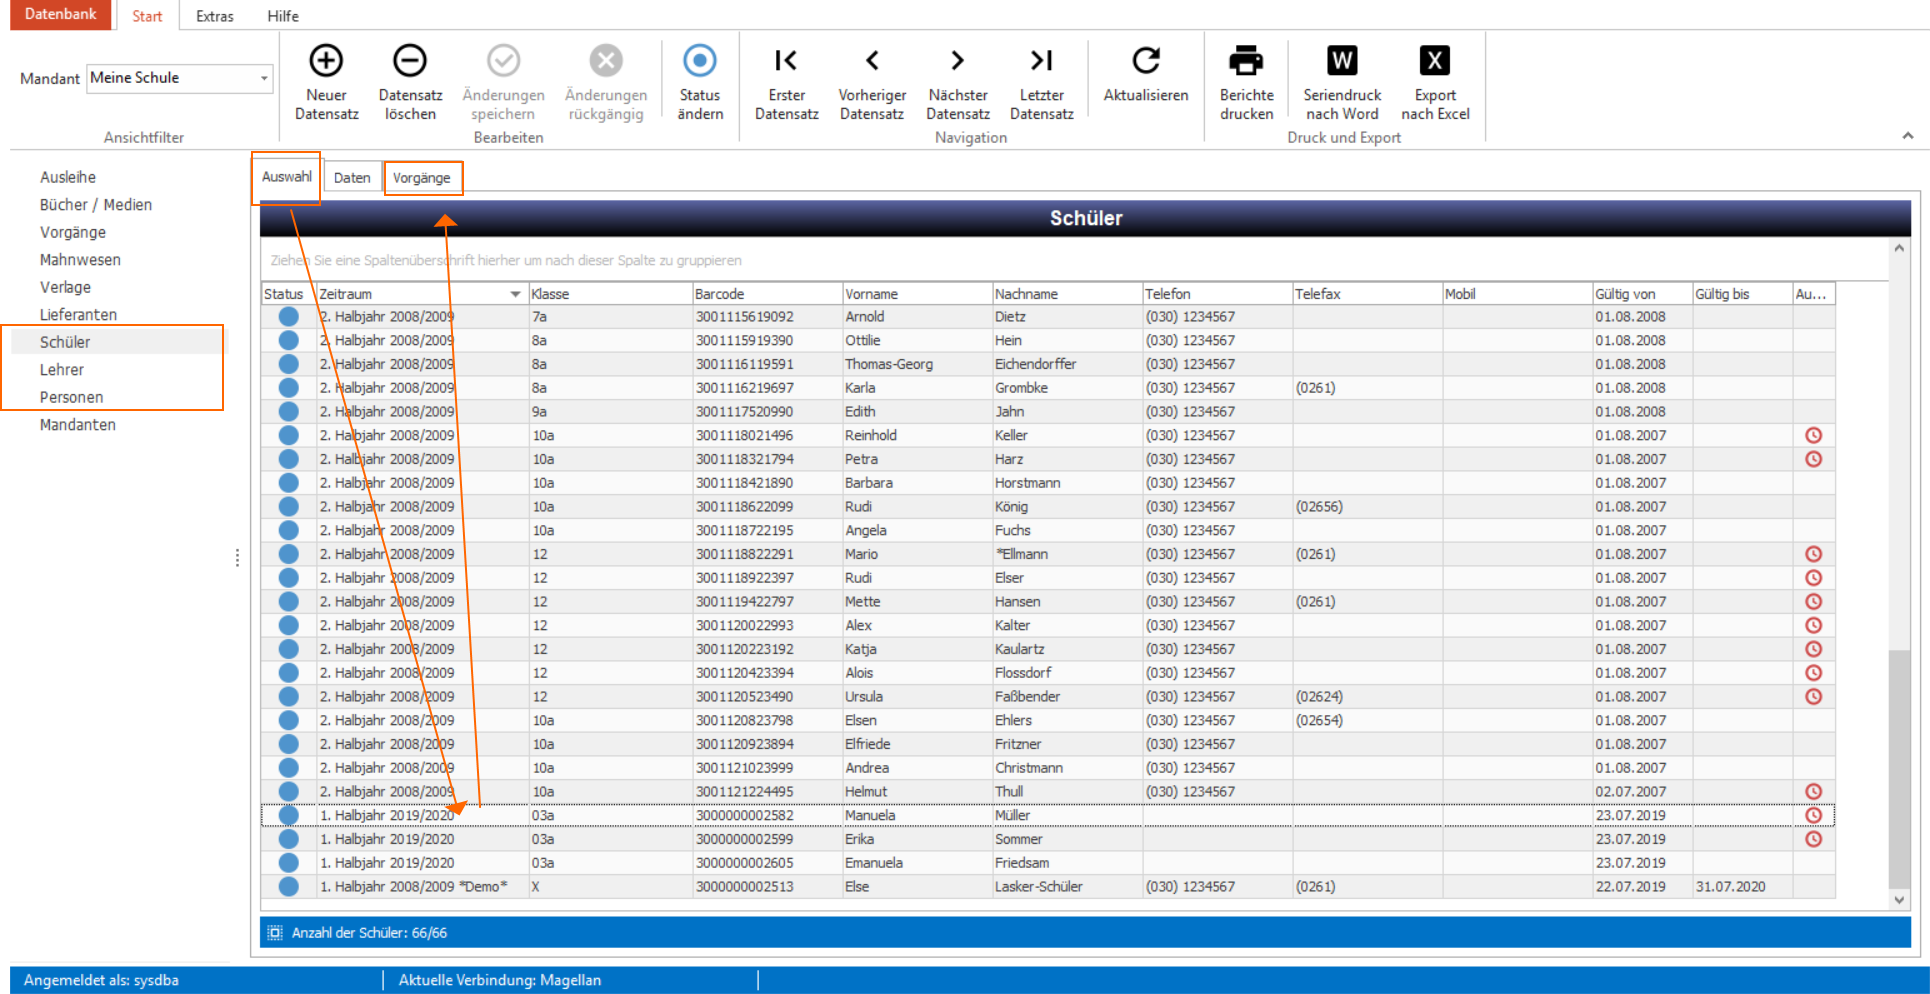 Datenbank Start Extras Hilfe
Mandant Meine Schule
Ansichtfilter
Neuer Datensatz
Datensatz löschen
Änderungen speichern
Änderungen rückgängig
Status ändern
Bearbeiten
Erster Datensatz
Vorheriger Datensatz
Nächster Datensatz
Letzter Datensatz
Navigation
Aktualisieren
Berichte drucken
W
Seriendruck nach Word
X
Export nach Excel
Druck und Export
Ausleihe
Bücher / Medien
Vorgänge
Mahnwesen
Verlage
Lieferanten
Schüler
Lehrer
Personen
Mandanten
Auswahl Daten Vorgänge
Schüler
Ziehen Sie eine Spaltenüberschrift hierher um nach dieser Spalte zu gruppieren
Status Zeitraum Klasse Barcode Vorname Nachname Telefon Telefax Mobil Gültig von Gültig bis Au...
2. Halbjahr 2008/2009 7a 3001115619092 Arnold Dietz (030) 1234567 01.08.2008
2. Halbjahr 2008/2009 8a 3001115919390 Ottilie Hein (030) 1234567 01.08.2008
2. Halbjahr 2008/2009 8a 3001116119591 Thomas-Georg Eichendorffer (030) 1234567 01.08.2008
2. Halbjahr 2008/2009 8a 3001116219697 Karla Grombke (030) 1234567 (0261) 01.08.2008
2. Halbjahr 2008/2009 9a 3001117520990 Edith Jahn (030) 1234567 01.08.2008
2. Halbjahr 2008/2009 10a 3001118021496 Reinhold Keller (030) 1234567 01.08.2007
2. Halbjahr 2008/2009 10a 3001118321794 Petra Harz (030) 1234567 01.08.2007
2. Halbjahr 2008/2009 10a 3001118421890 Barbara Horstmann (030) 1234567 01.08.2007
2. Halbjahr 2008/2009 10a 3001118622099 Rudi König (030) 1234567 (02656) 01.08.2007
2. Halbjahr 2008/2009 10a 3001118722195 Angela Fuchs (030) 1234567 01.08.2007
2. Halbjahr 2008/2009 12 3001118822291 Mario *Ellmann (030) 1234567 (0261) 01.08.2007
2. Halbjahr 2008/2009 12 3001118922397 Rudi Elser (030) 1234567 01.08.2007
2. Halbjahr 2008/2009 12 3001119422797 Mette Hansen (030) 1234567 (0261) 01.08.2007
2. Halbjahr 2008/2009 12 3001120022993 Alex Kalter (030) 1234567 01.08.2007
2. Halbjahr 2008/2009 12 3001120223192 Katja Kaulartz (030) 1234567 01.08.2007
2. Halbjahr 2008/2009 12 3001120423394 Alois Flossdorf (030) 1234567 01.08.2007
2. Halbjahr 2008/2009 12 3001120523490 Ursula Faßbender (030) 1234567 (02624) 01.08.2007
2. Halbjahr 2008/2009 10a 3001120823798 Elsen Ehlers (030) 1234567 (02654) 01.08.2007
2. Halbjahr 2008/2009 10a 3001120923894 Elfriede Fritzner (030) 1234567 01.08.2007
2. Halbjahr 2008/2009 10a 3001121023999 Andrea Christmann (030) 1234567 01.08.2007
2. Halbjahr 2008/2009 10a 3001121224495 Helmut Thull (030) 1234567 02.07.2007
1. Halbjahr 2019/2020 03a 3000000002582 Manuela Müller 23.07.2019
1. Halbjahr 2019/2020 03a 3000000002599 Erika Sommer 23.07.2019
1. Halbjahr 2019/2020 03a 3000000002605 Emanuela Friedsam 23.07.2019
1. Halbjahr 2008/2009 *Demo* X 3000000002513 Else Lasker-Schüler (030) 1234567 (0261) 22.07.2019 31.07.2020
Anzahl der Schüler: 66/66
Angemeldet als: sysdba Aktuelle Verbindung: Magellan